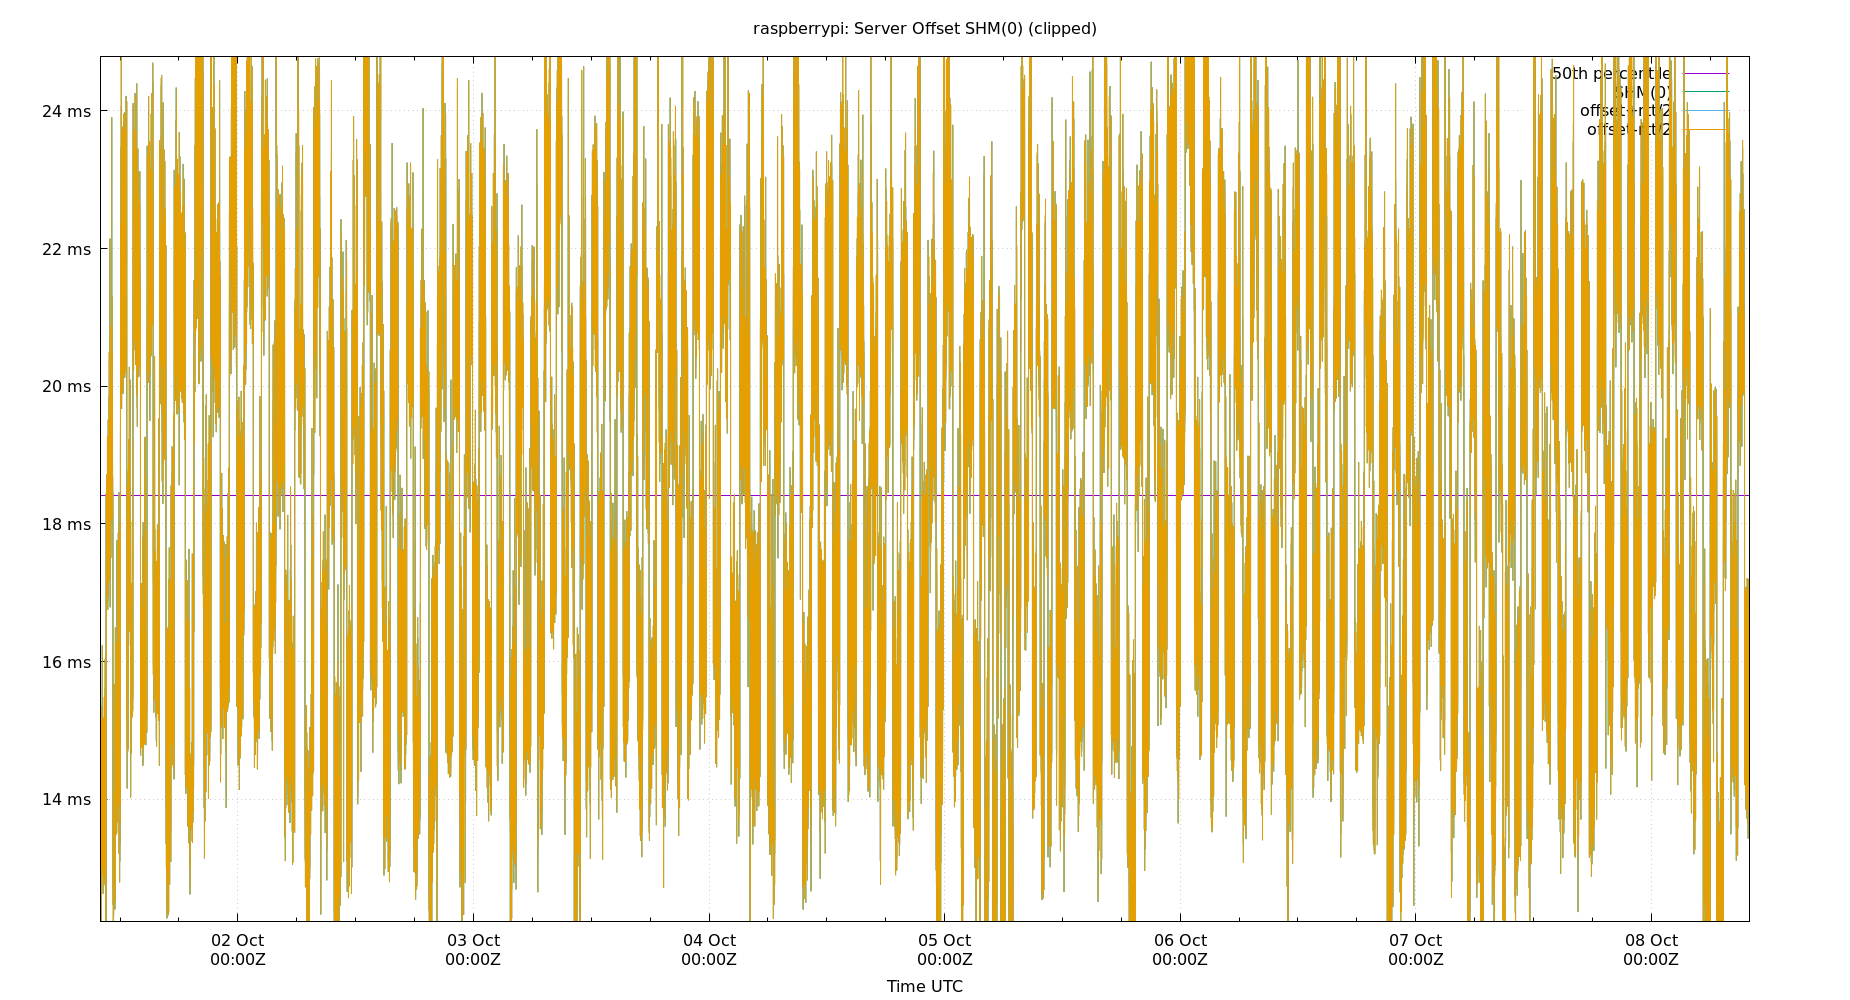 raspberrypi: Server Offset SHM(0) (clipped)
50th percentile
SHM(0)
offset+rtt/2
offset-rtt/2
24 ms
22 ms
20 ms
18 ms
16 ms
14 ms
02 Oct 03 Oct 04 Oct 05 Oct 06 Oct 07 Oct 08 Oct
00:00Z 00:00Z 00:00Z 00:00Z 00:00Z 00:00Z 00:00Z
Time UTC